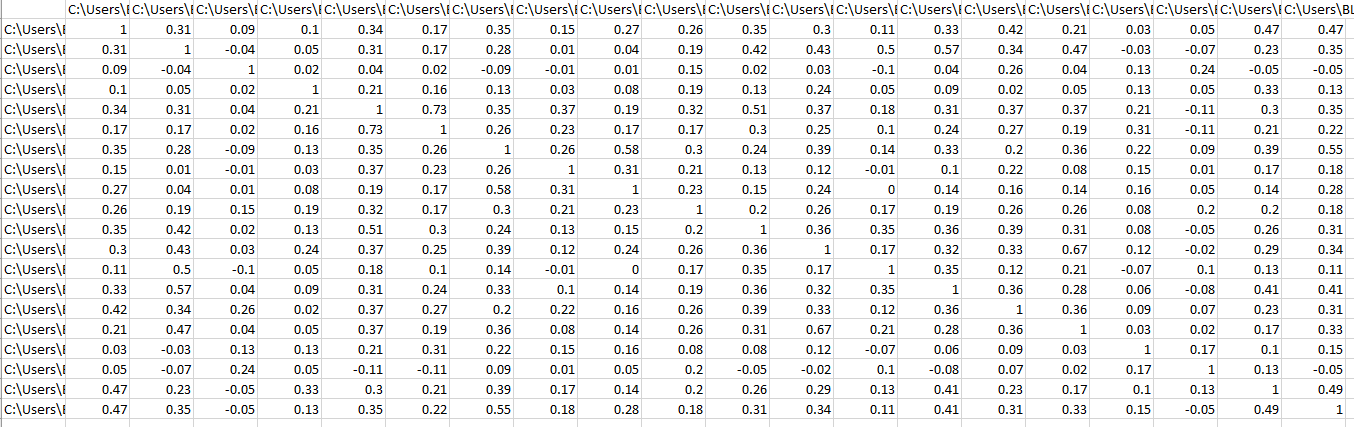 C:\Users\E C:\Users\E C:\Users\E C:\Users\E C:\Users\E C:\Users\E C:\Users\E C:\Users\E C:\Users\E C:\Users\E C:\Users\E C:\Users\E C:\Users\E C:\Users\E C:\Users\E C:\Users\E C:\Users\E C:\Users\E C:\Users\E C:\Users\BL
C:\Users\E 1 0.31 0.09 0.1 0.34 0.17 0.35 0.15 0.27 0.26 0.35 0.3 0.11 0.33 0.42 0.21 0.03 0.05 0.47 0.47
C:\Users\E 0.31 1 -0.04 0.05 0.31 0.17 0.28 0.01 0.04 0.19 0.42 0.43 0.5 0.57 0.34 0.47 -0.03 -0.07 0.23 0.35
C:\Users\E 0.09 -0.04 1 0.02 0.04 0.02 -0.09 -0.01 0.01 0.15 0.02 0.03 -0.1 0.04 0.26 0.04 0.13 0.24 -0.05 -0.05
C:\Users\E 0.1 0.05 0.02 1 0.21 0.16 0.13 0.03 0.08 0.19 0.13 0.24 0.05 0.09 0.02 0.05 0.13 0.05 0.33 0.13
C:\Users\E 0.34 0.31 0.04 0.21 1 0.73 0.35 0.37 0.19 0.32 0.51 0.37 0.18 0.31 0.37 0.37 0.21 -0.11 0.3 0.35
C:\Users\E 0.17 0.17 0.02 0.16 0.73 1 0.26 0.23 0.17 0.17 0.3 0.25 0.1 0.24 0.27 0.19 0.31 -0.11 0.21 0.22
C:\Users\E 0.35 0.28 -0.09 0.13 0.35 0.26 1 0.26 0.58 0.3 0.24 0.39 0.14 0.33 0.2 0.36 0.22 0.09 0.39 0.55
C:\Users\E 0.15 0.01 -0.01 0.03 0.37 0.23 0.26 1 0.31 0.21 0.13 0.12 -0.01 0.1 0.22 0.08 0.15 0.01 0.17 0.18
C:\Users\E 0.27 0.04 0.01 0.08 0.19 0.17 0.58 0.31 1 0.23 0.15 0.24 0 0.14 0.16 0.14 0.16 0.05 0.14 0.28
C:\Users\E 0.26 0.19 0.15 0.19 0.32 0.17 0.3 0.21 0.23 1 0.2 0.26 0.17 0.19 0.26 0.26 0.08 0.2 0.2 0.18
C:\Users\E 0.35 0.42 0.02 0.13 0.51 0.3 0.24 0.13 0.15 0.2 1 0.36 0.35 0.36 0.39 0.31 0.08 -0.05 0.26 0.31
C:\Users\E 0.3 0.43 0.03 0.24 0.37 0.25 0.39 0.12 0.24 0.26 0.36 1 0.17 0.32 0.33 0.67 0.12 -0.02 0.29 0.34
C:\Users\E 0.11 0.5 -0.1 0.05 0.18 0.1 0.14 -0.01 0 0.17 0.35 0.17 1 0.35 0.12 0.21 -0.07 0.1 0.13 0.11
C:\Users\E 0.33 0.57 0.04 0.09 0.31 0.24 0.33 0.1 0.14 0.19 0.36 0.32 0.35 1 0.36 0.28 0.06 -0.08 0.41 0.41
C:\Users\E 0.42 0.34 0.26 0.02 0.37 0.27 0.2 0.22 0.16 0.26 0.39 0.33 0.12 0.36 1 0.36 0.09 0.07 0.23 0.31
C:\Users\E 0.21 0.47 0.04 0.05 0.37 0.19 0.36 0.08 0.14 0.26 0.31 0.67 0.21 0.28 0.36 1 0.03 0.02 0.17 0.33
C:\Users\E 0.03 -0.03 0.13 0.13 0.21 0.31 0.22 0.15 0.16 0.08 0.08 0.12 -0.07 0.06 0.09 0.03 1 0.17 0.1 0.15
C:\Users\E 0.05 -0.07 0.24 0.05 -0.11 -0.11 0.09 0.01 0.05 0.2 -0.05 -0.02 0.1 -0.08 0.07 0.02 0.17 1 0.13 -0.05
C:\Users\E 0.47 0.23 -0.05 0.33 0.3 0.21 0.39 0.17 0.14 0.2 0.26 0.29 0.13 0.41 0.23 0.17 0.1 0.13 1 0.49
C:\Users\E 0.47 0.35 -0.05 0.13 0.35 0.22 0.55 0.18 0.28 0.18 0.31 0.34 0.11 0.41 0.31 0.33 0.15 -0.05 0.49 1